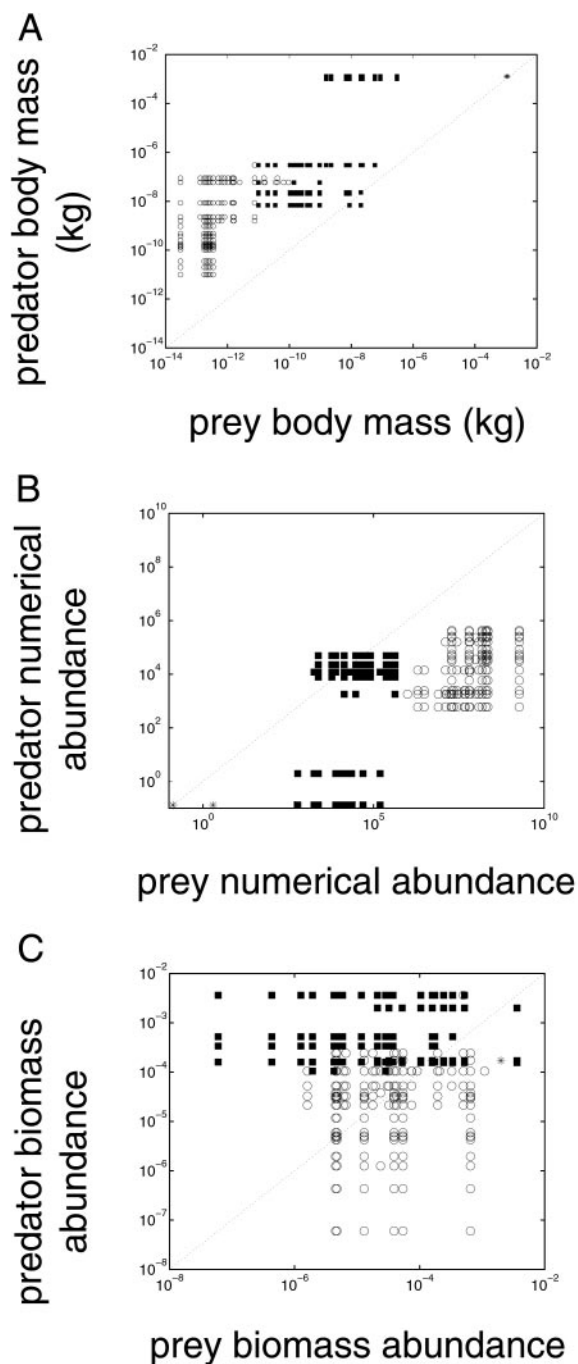 A
predator body mass
(kg)
10^-2
10^-4
10^-6
10^-8
10^-10
10^-12
10^-14
10^-14 10^-12 10^-10 10^-8 10^-6 10^-4 10^-2
prey body mass (kg)
B
predator numerical
abundance
10^10
10^8
10^6
10^4
10^2
10^0
10^0 10^5 10^10
prey numerical abundance
C
predator biomass
abundance
10^-2
10^-3
10^-4
10^-5
10^-6
10^-7
10^-8
10^-8 10^-6 10^-4 10^-2
prey biomass abundance